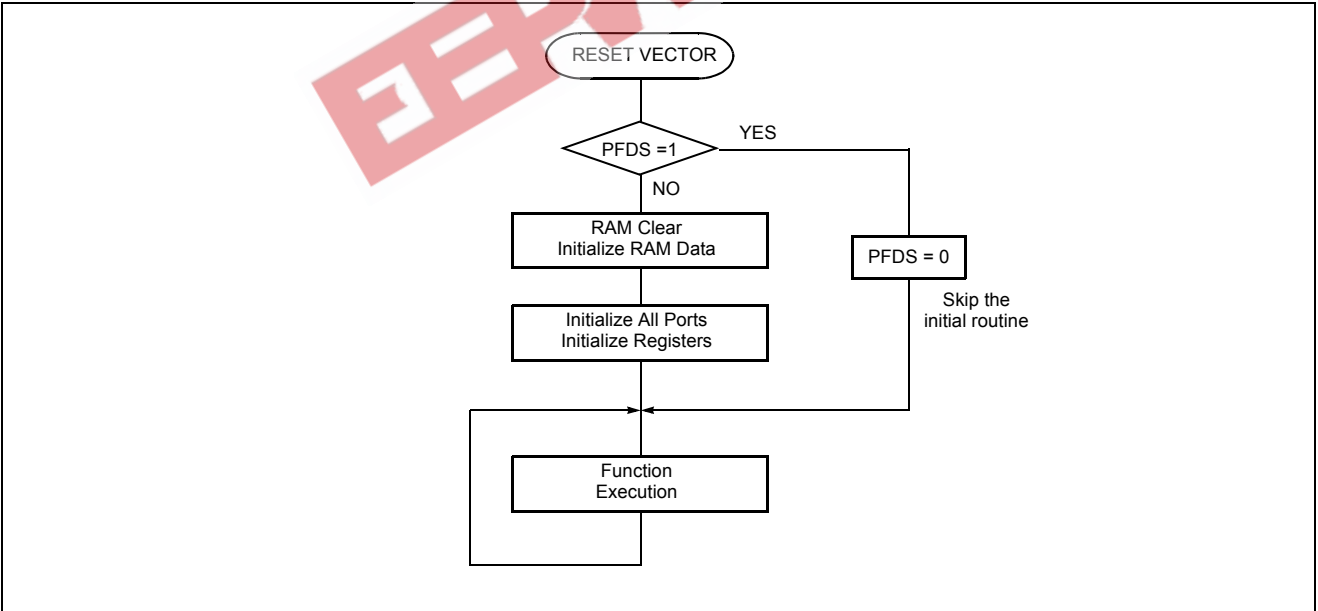 RESET VECTOR
PFDS =1
YES
NO
RAM Clear
Initialize RAM Data
PFDS = 0
Skip the
initial routine
Initialize All Ports
Initialize Registers
Function
Execution